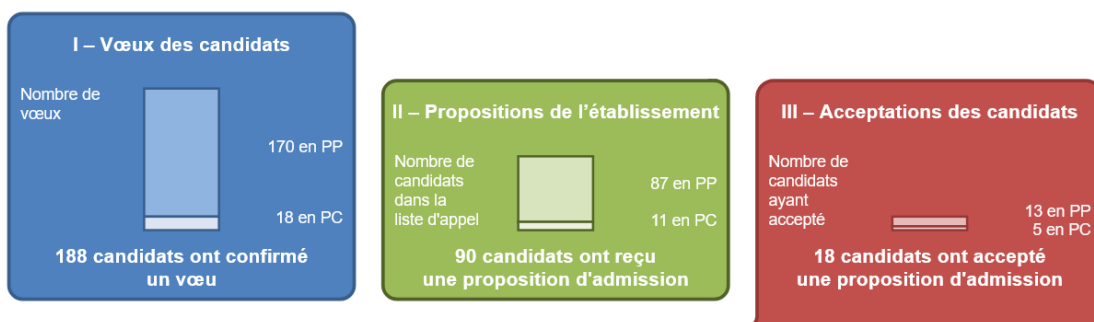 I – Vœux des candidats
Nombre de
vœux
170 en PP
18 en PC
188 candidats ont confirmé
un vœu
II – Propositions de l'établissement
Nombre de
candidats
dans la
liste d'appel
87 en PP
11 en PC
90 candidats ont reçu
une proposition d'admission
III – Acceptations des candidats
Nombre de
candidats
ayant
accepté
13 en PP
5 en PC
18 candidats ont accepté
une proposition d'admission